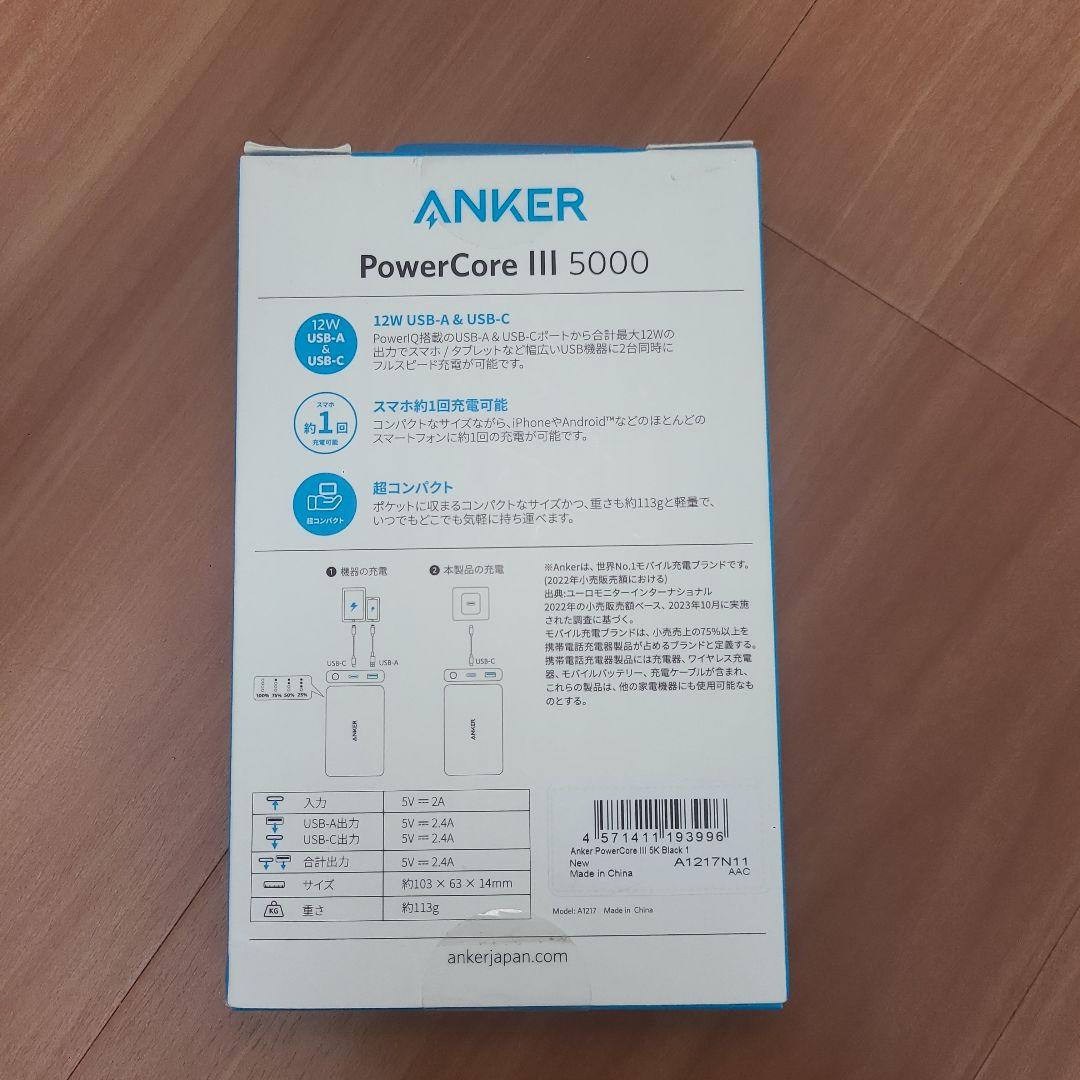 ANKER
PowerCore III 5000
12W
USB-A
&
USB-C
12W USB-A & USB-C
PowerIQ搭載のUSB-A & USB-Cポートから合計最大12Wの
出力でスマホ / タブレットなど幅広いUSB機器に2台同時に
フルスピード充電が可能です。
スマホ
約1回
充電可能
スマホ約1回充電可能
コンパクトなサイズながら、iPhoneやAndroid™などのほとんどの
スマートフォンに約1回の充電が可能です。
超コンパクト
超コンパクト
ポケットに収まるコンパクトなサイズかつ、重さも約113gと軽量で、
いつでもどこでも気軽に持ち運べます。
❶ 機器の充電
❷ 本製品の充電
USB-C
USB-A
USB-C
100% 75% 50% 25%
ANKER
ANKER
※Ankerは、世界No.1モバイル充電ブランドです。
(2022年小売販売額における)
出典:ユーロモニターインターナショナル
2022年の小売販売額ベース、2023年10月に実施
された調査に基づく。
モバイル充電ブランドは、小売売上の75%以上を
携帯電話充電器製品が占めるブランドと定義する。
携帯電話充電器製品には充電器、ワイヤレス充電
器、モバイルバッテリー、充電ケーブルが含まれ、
これらの製品は、他の家電機器にも使用可能なも
のとする。
入力 5V ⎓ 2A
USB-A出力 5V ⎓ 2.4A
USB-C出力 5V ⎓ 2.4A
合計出力 5V ⎓ 2.4A
サイズ 約103 × 63 × 14mm
KG 重さ 約113g
4 571411 193996
Anker PowerCore III 5K Black 1
New A1217N11
Made in China AAC
Model: A1217 Made in China
ankerjapan.com